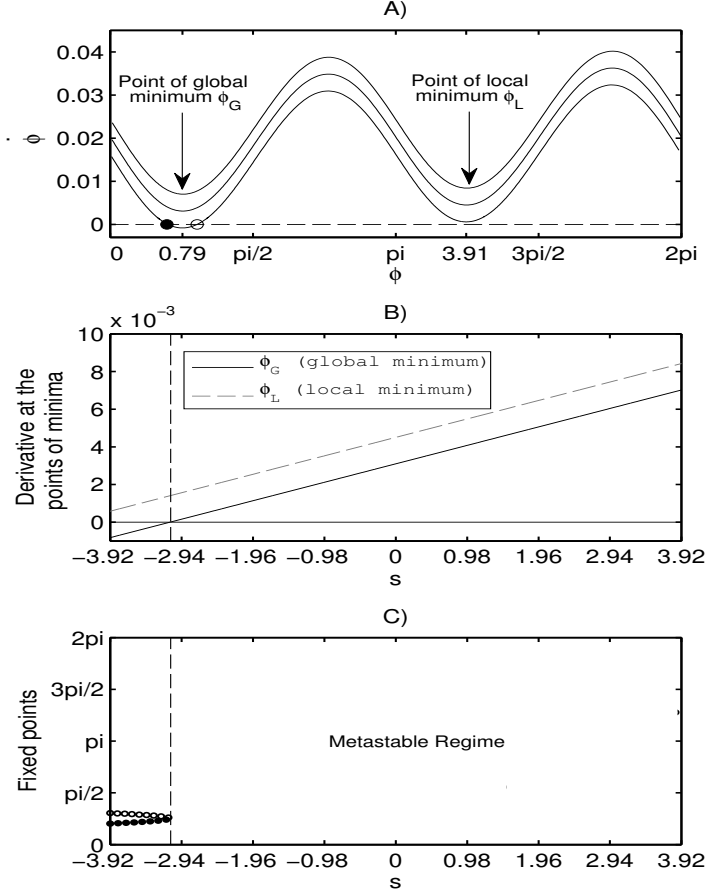 A)
0.04
0.03
0.02
0.01
0
φ̇
Point of global
minimum ϕ_G
Point of local
minimum ϕ_L
0 0.79 pi/2 pi 3.91 3pi/2 2pi
ϕ
B)
x 10^−3
10
8
6
4
2
0
Derivative at the
points of minima
ϕ_G (global minimum)
ϕ_L (local minimum)
−3.92 −2.94 −1.96 −0.98 0 0.98 1.96 2.94 3.92
s
C)
2pi
3pi/2
pi
pi/2
0
Fixed points
Metastable Regime
−3.92 −2.94 −1.96 −0.98 0 0.98 1.96 2.94 3.92
s